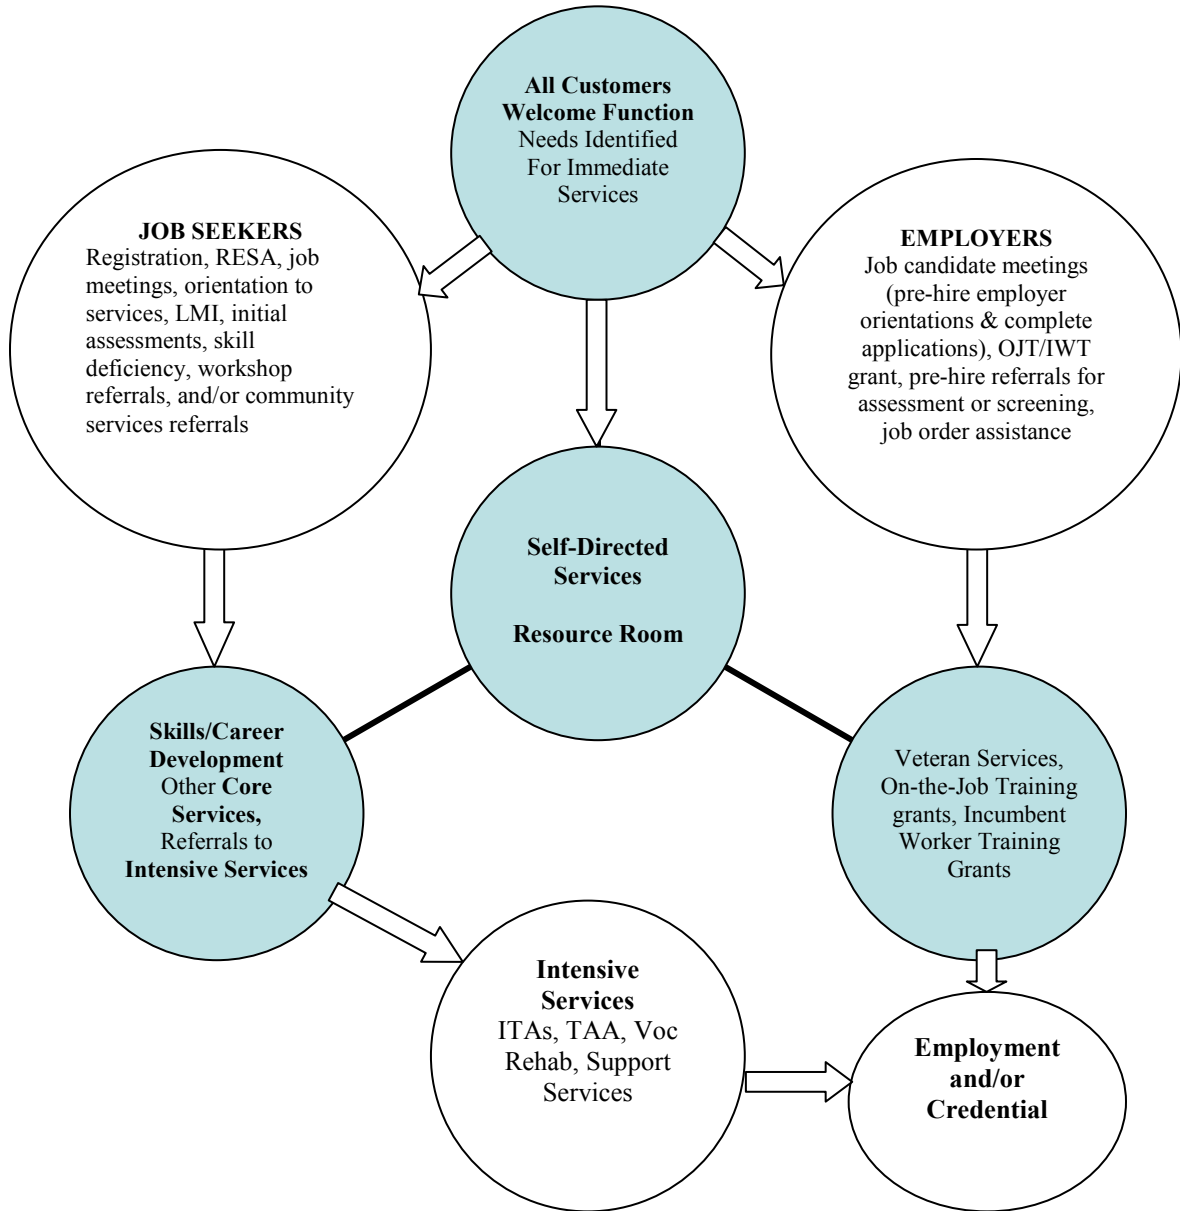 All Customers
Welcome Function
Needs Identified
For Immediate
Services
JOB SEEKERS
Registration, RESA, job
meetings, orientation to
services, LMI, initial
assessments, skill
deficiency, workshop
referrals, and/or community
services referrals
EMPLOYERS
Job candidate meetings
(pre-hire employer
orientations & complete
applications), OJT/IWT
grant, pre-hire referrals for
assessment or screening,
job order assistance
Self-Directed
Services
Resource Room
Skills/Career
Development
Other Core
Services,
Referrals to
Intensive Services
Veteran Services,
On-the-Job Training
grants, Incumbent
Worker Training
Grants
Intensive
Services
ITAs, TAA, Voc
Rehab, Support
Services
Employment
and/or
Credential